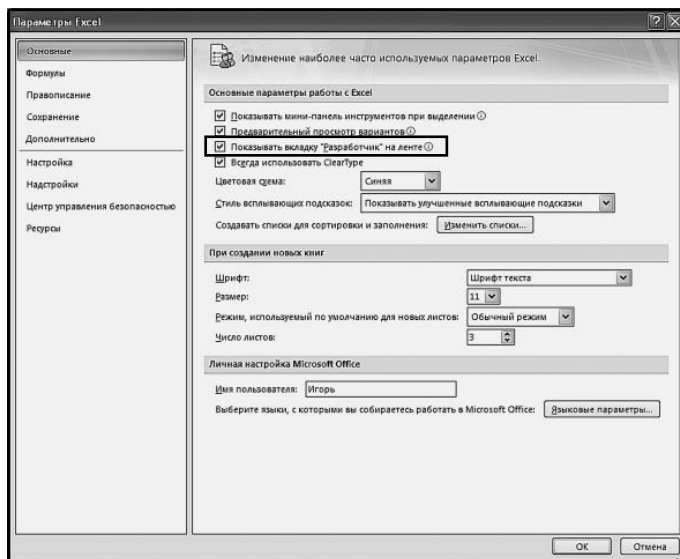 Параметры Excel
Основные
Формулы
Правописание
Сохранение
Дополнительно
Настройка
Надстройки
Центр управления безопасностью
Ресурсы
Изменение наиболее часто используемых параметров Excel.
Основные параметры работы с Excel
Показывать мини-панель инструментов при выделении
Предварительный просмотр вариантов
Показывать вкладку "Разработчик" на ленте
Всегда использовать ClearType
Цветовая схема: Синяя
Стиль всплывающих подсказок: Показывать улучшенные всплывающие подсказки
Создавать списки для сортировки и заполнения: Изменить списки...
При создании новых книг
Шрифт: Шрифт текста
Размер: 11
Режим, используемый по умолчанию для новых листов: Обычный режим
Число листов: 3
Личная настройка Microsoft Office
Имя пользователя: Игорь
Выберите языки, с которыми вы собираетесь работать в Microsoft Office: Языковые параметры...
ОК Отмена